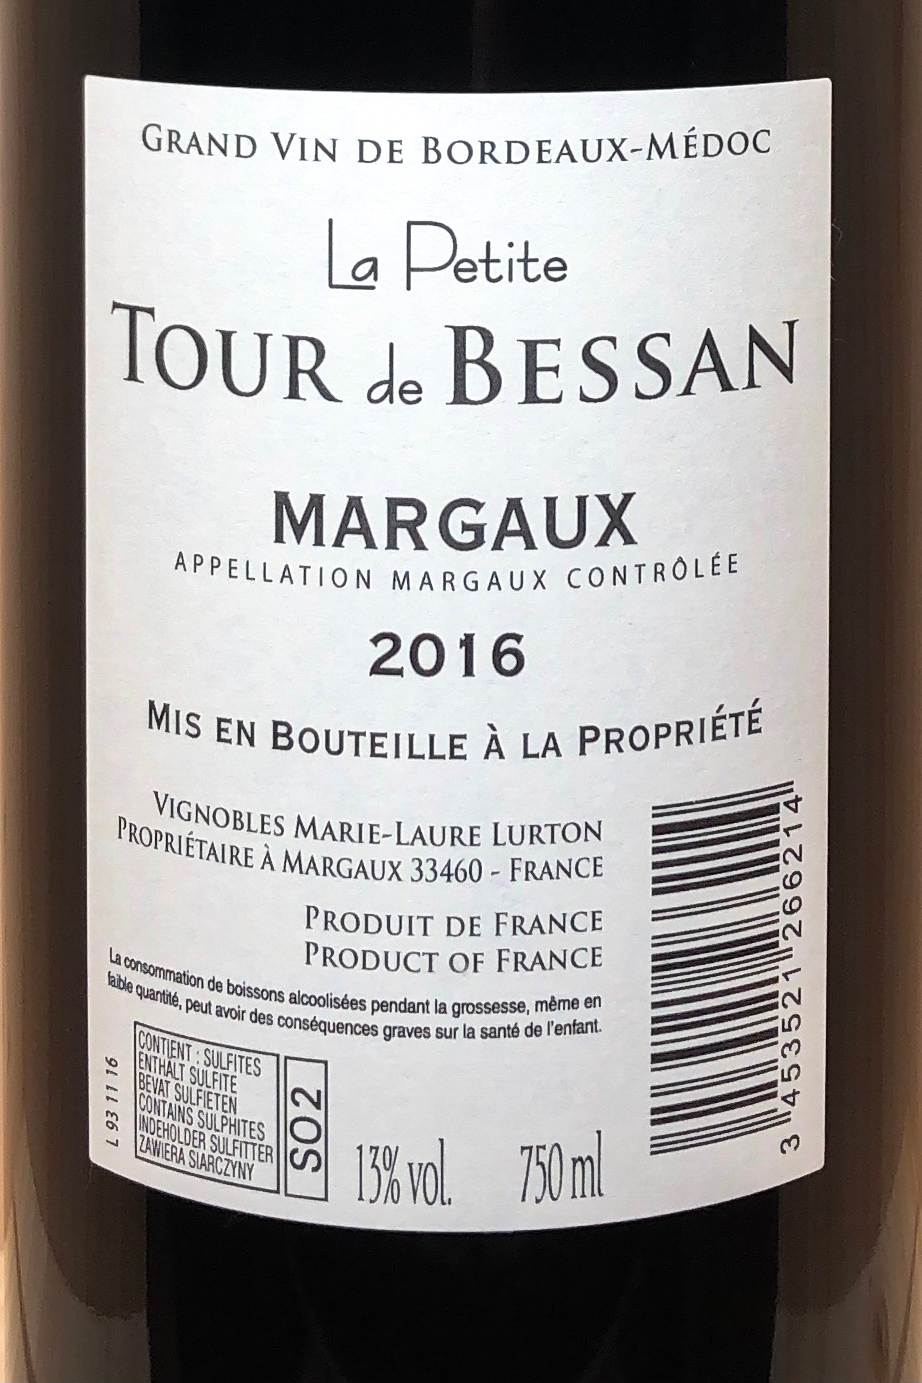 GRAND VIN DE BORDEAUX-MÉDOC
La Petite
TOUR de BESSAN
MARGAUX
APPELLATION MARGAUX CONTRÔLÉE
2016
MIS EN BOUTEILLE À LA PROPRIÉTÉ
VIGNOBLES MARIE-LAURE LURTON
PROPRIÉTAIRE À MARGAUX 33460 - FRANCE
PRODUIT DE FRANCE
PRODUCT OF FRANCE
La consommation de boissons alcoolisées pendant la grossesse, même en
faible quantité, peut avoir des conséquences graves sur la santé de l'enfant.
L 93 11 16
CONTIENT : SULFITES
ENTHÄLT SULFITE
BEVAT SULFIETEN
CONTAINS SULPHITES
INDEHOLDER SULFITTER
ZAWIERA SIARCZYNY
SO2
13% vol.
750 ml
3 453521 266214